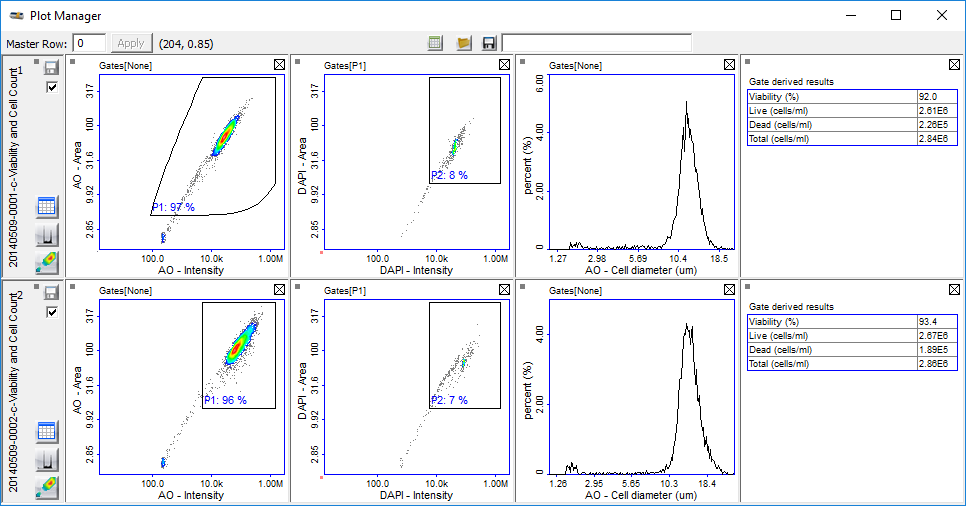 Plot Manager
Master Row: 0 Apply (204, 0.85)
1
20140509-0001-c-Viability and Cell Count
Gates[None]
AO - Area
317
100
31.6
9.92
2.85
P1: 97 %
100.0 10.0k 1.00M
AO - Intensity
Gates[P1]
DAPI - Area
317
100
31.6
9.92
2.85
P2: 8 %
100.0 10.0k 1.00M
DAPI - Intensity
Gates[None]
percent (%)
6.00
4.00
2.00
0
1.27 2.98 5.69 10.4 18.5
AO - Cell diameter (um)
Gate derived results
Viability (%) 92.0
Live (cells/ml) 2.61E6
Dead (cells/ml) 2.26E5
Total (cells/ml) 2.84E6
2
20140509-0002-c-Viability and Cell Count
Gates[None]
AO - Area
317
100
31.6
9.92
2.85
P1: 96 %
100.0 10.0k 1.00M
AO - Intensity
Gates[P1]
DAPI - Area
317
100
31.6
9.92
2.85
P2: 7 %
100.0 10.0k 1.00M
DAPI - Intensity
Gates[None]
percent (%)
4.00
2.00
0
1.26 2.95 5.65 10.3 18.4
AO - Cell diameter (um)
Gate derived results
Viability (%) 93.4
Live (cells/ml) 2.67E6
Dead (cells/ml) 1.89E5
Total (cells/ml) 2.86E6